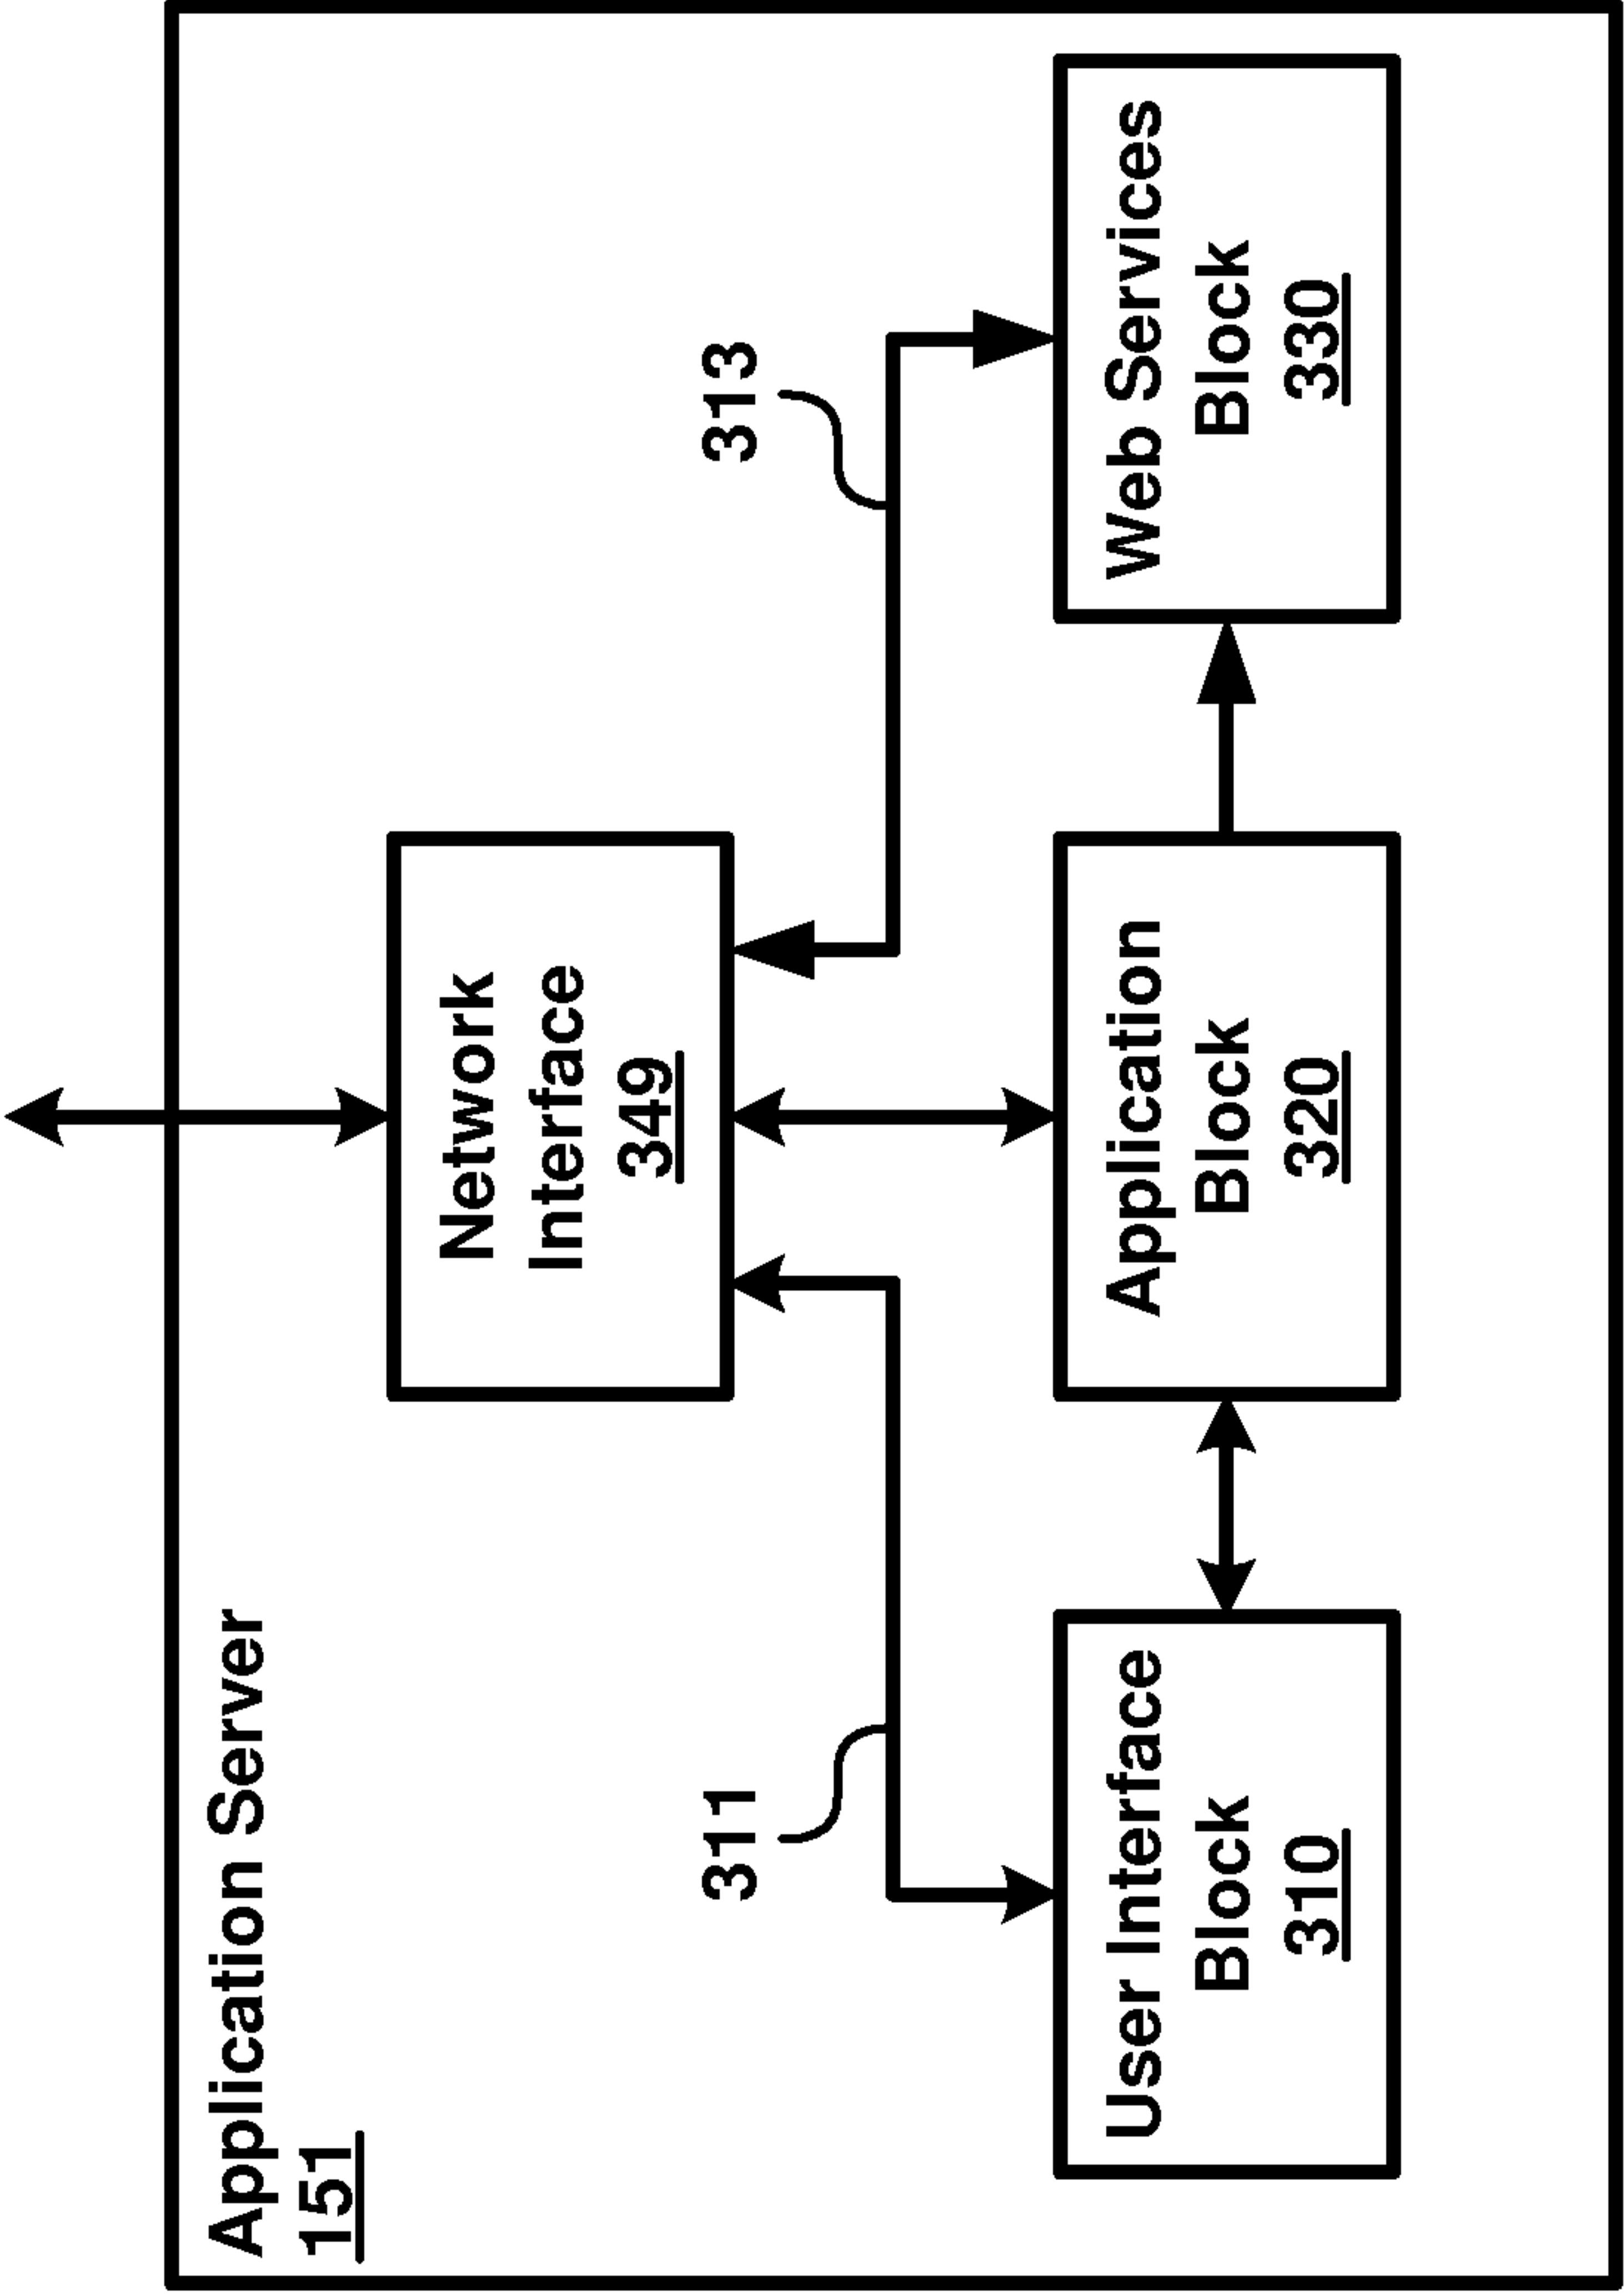 Application Server
151
Network
Interface
349
311
313
User Interface
Block
310
Application
Block
320
Web Services
Block
330